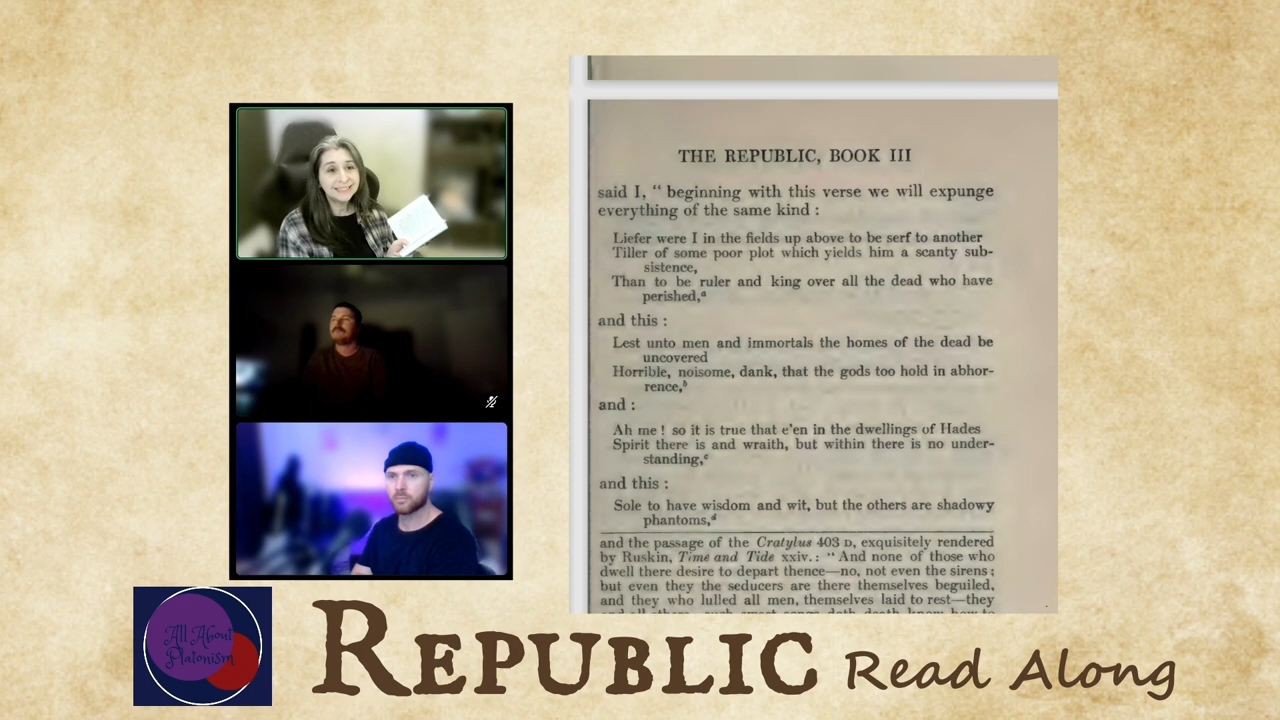 THE REPUBLIC, BOOK III
said I, “ beginning with this verse we will expunge
everything of the same kind :
Liefer were I in the fields up above to be serf to another
Tiller of some poor plot which yields him a scanty sub-
sistence,
Than to be ruler and king over all the dead who have
perished,ᵃ
and this :
Lest unto men and immortals the homes of the dead be
uncovered
Horrible, noisome, dank, that the gods too hold in abhor-
rence,ᵇ
and :
Ah me ! so it is true that e’en in the dwellings of Hades
Spirit there is and wraith, but within there is no under-
standing,ᶜ
and this :
Sole to have wisdom and wit, but the others are shadowy
phantoms,ᵈ
and the passage of the Cratylus 403 D, exquisitely rendered
by Ruskin, Time and Tide xxiv. : “ And none of those who
dwell there desire to depart thence—no, not even the sirens ;
but even they the seducers are there themselves beguiled,
and they who lulled all men, themselves laid to rest—they
All About
Platonism
REPUBLIC Read Along